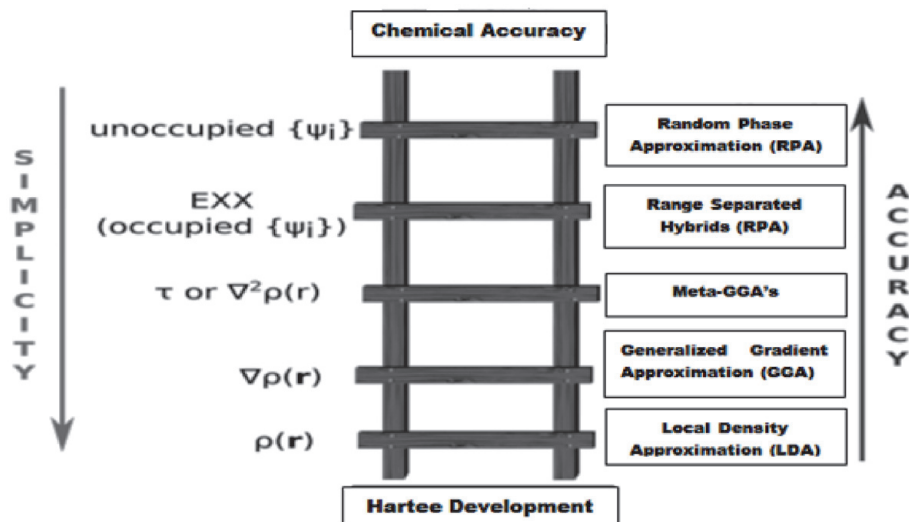 Chemical Accuracy
SIMPLICITY
unoccupied {ψᵢ}
Random Phase
Approximation (RPA)
EXX
(occupied {ψᵢ})
Range Separated
Hybrids (RPA)
τ or ∇²ρ(r)
Meta-GGA's
∇ρ(r)
Generalized Gradient
Approximation (GGA)
ρ(r)
Local Density
Approximation (LDA)
ACCURACY
Hartee Development